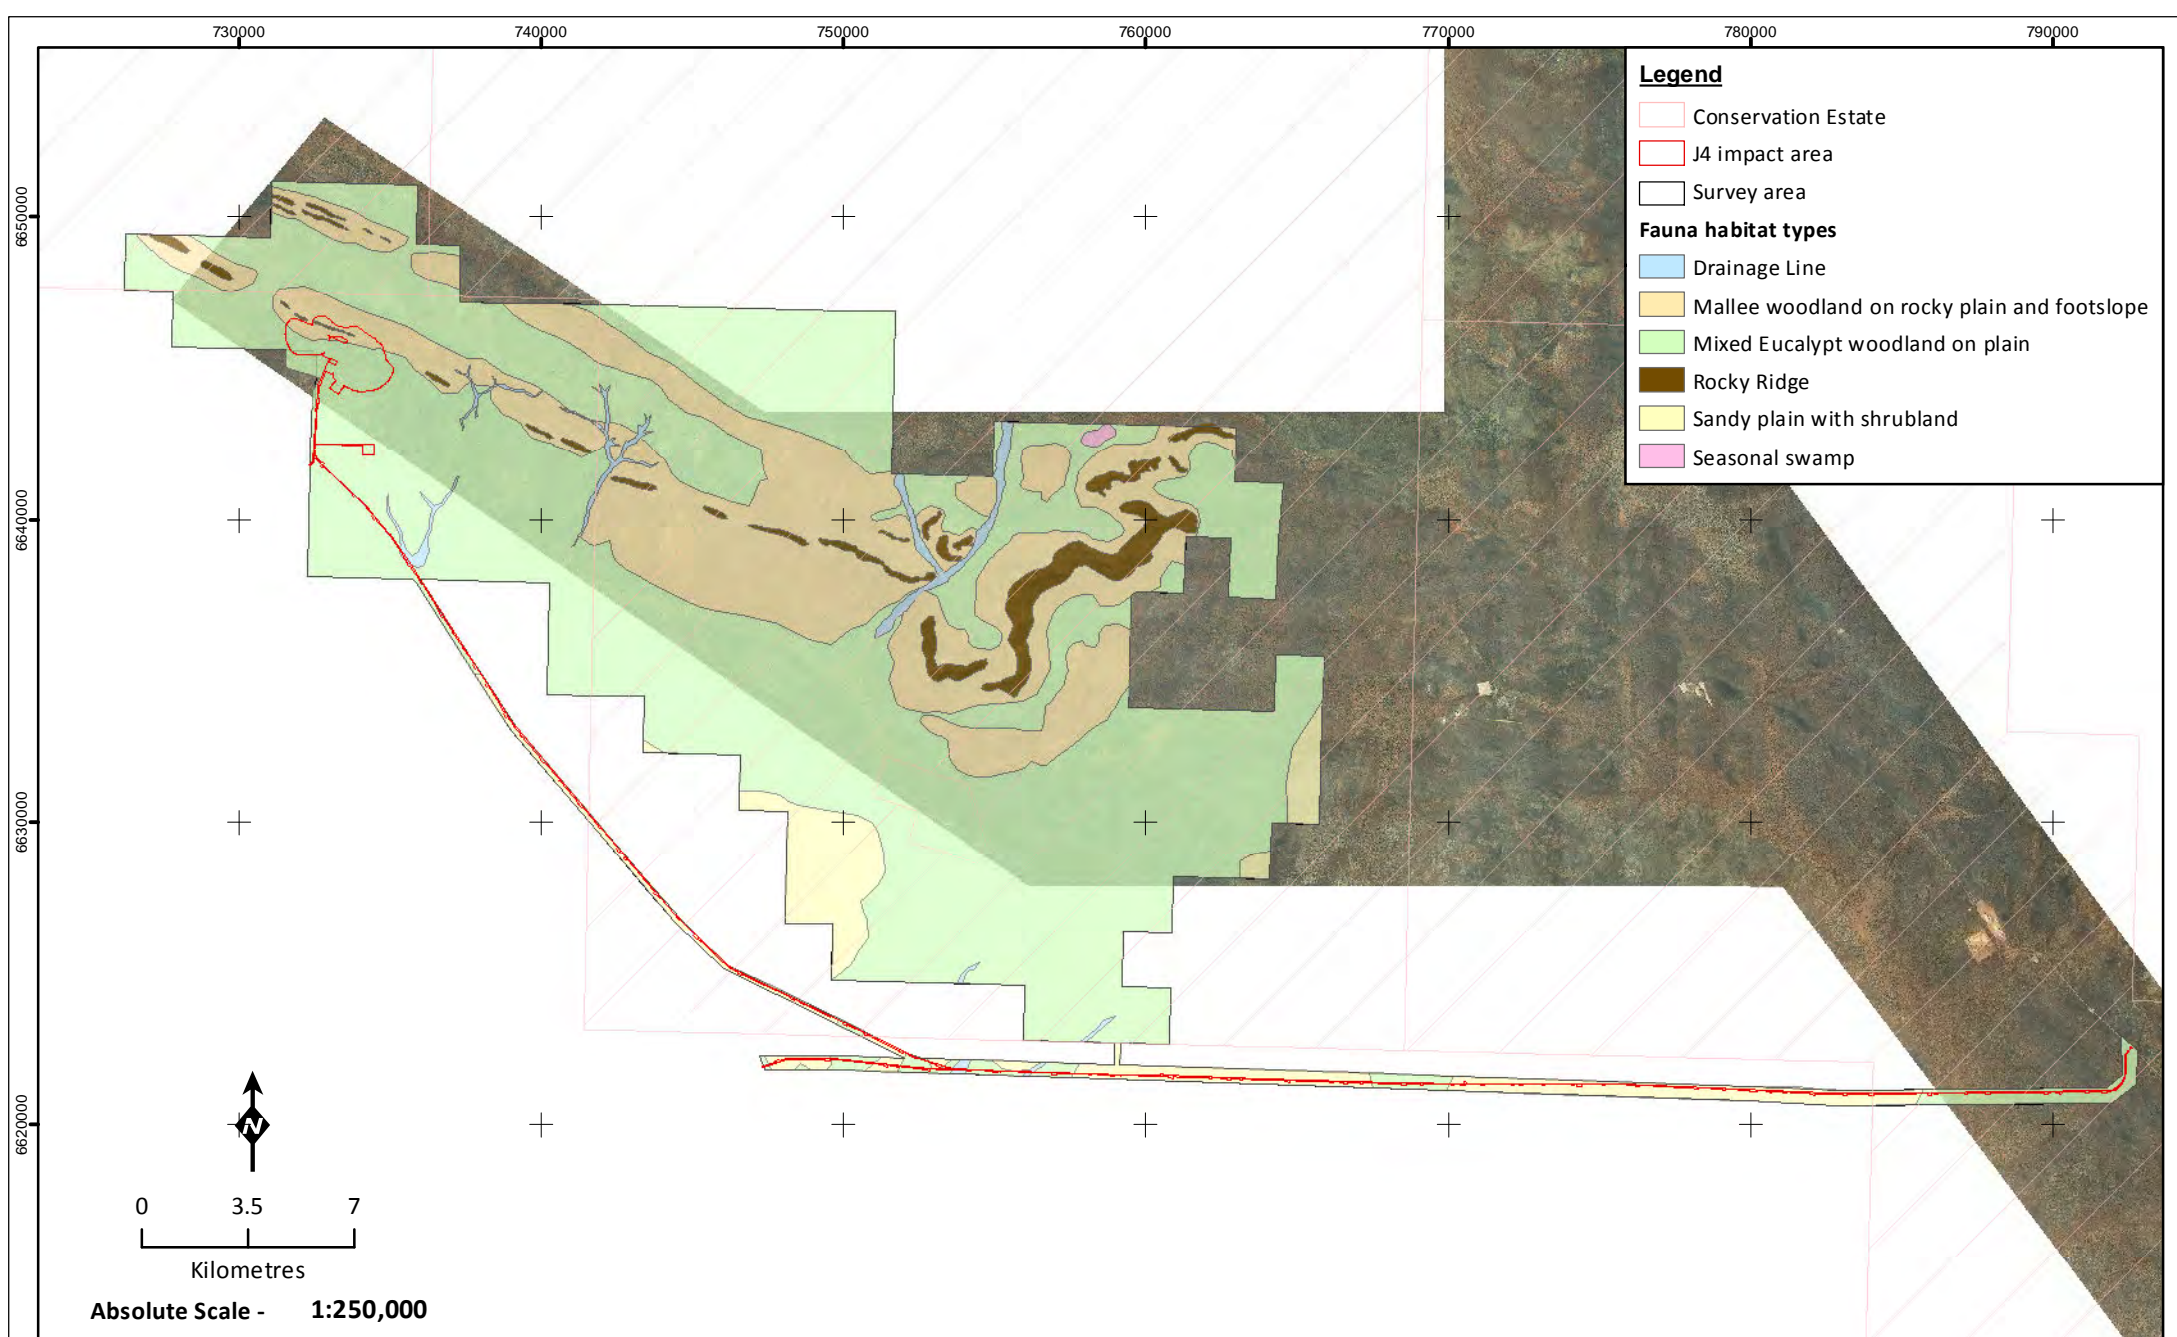 730000 740000 750000 760000 770000 780000 790000
6650000
6640000
6630000
6620000
Legend
Conservation Estate
J4 impact area
Survey area
Fauna habitat types
Drainage Line
Mallee woodland on rocky plain and footslope
Mixed Eucalypt woodland on plain
Rocky Ridge
Sandy plain with shrubland
Seasonal swamp
N
0 3.5 7
Kilometres
Absolute Scale - 1:250,000